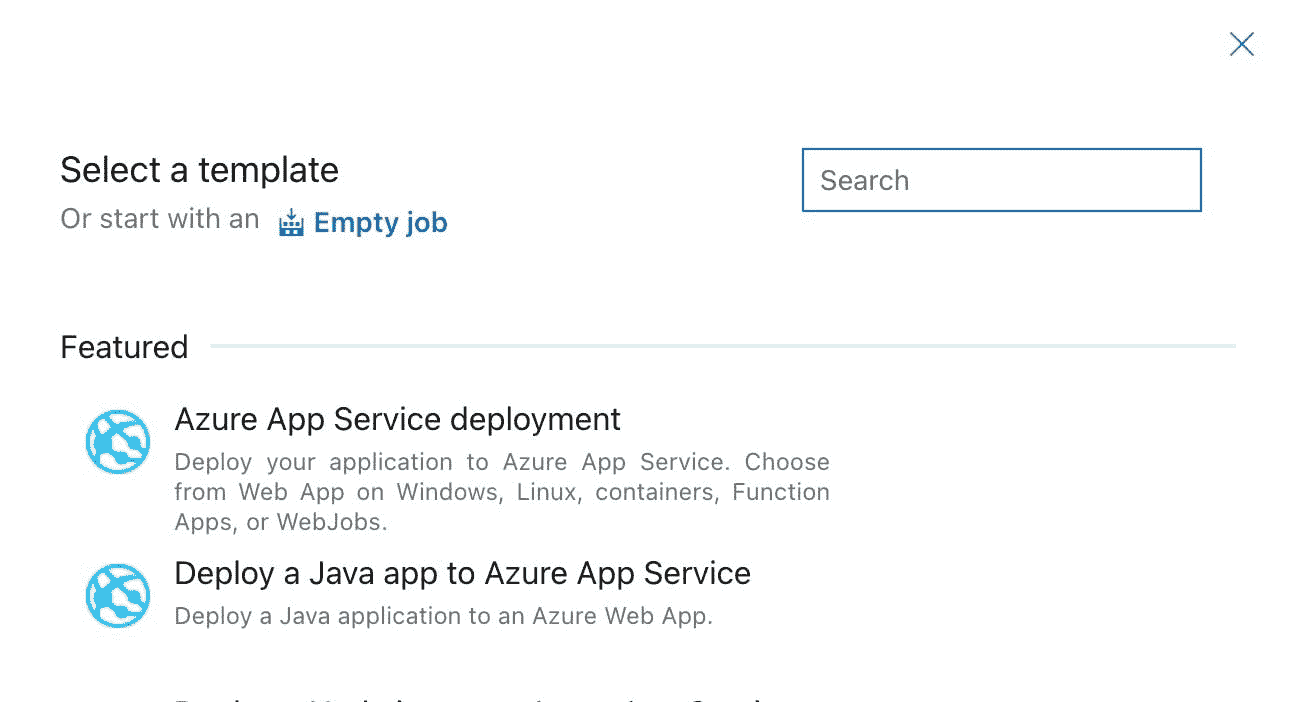 Select a template
Search
Or start with an Empty job
Featured
Azure App Service deployment
Deploy your application to Azure App Service. Choose
from Web App on Windows, Linux, containers, Function
Apps, or WebJobs.
Deploy a Java app to Azure App Service
Deploy a Java application to an Azure Web App.